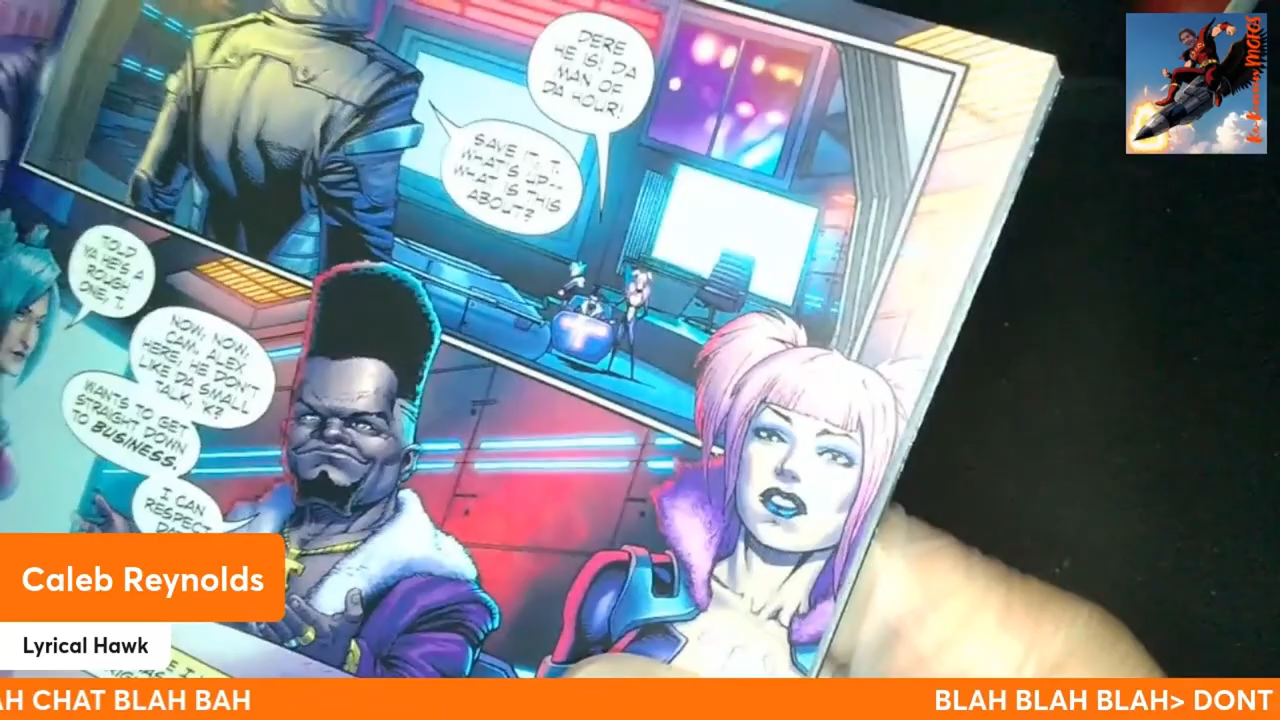 DERE
HE IS! DA
MAN OF
DA HOUR!
SAVE IT, T.
WHAT'S UP--
WHAT IS THIS
ABOUT?
TOLD
YA HE'S A
ROUGH
ONE, T.
NOW, NOW,
CAM. ALEX,
HERE, HE DON'T
LIKE DA SMALL
TALK, 'K?
WANTS TO GET
STRAIGHT DOWN
TO BUSINESS.
I CAN
RESPECT
Caleb Reynolds
Lyrical Hawk
AH CHAT BLAH BAH
BLAH BLAH BLAH> DONT